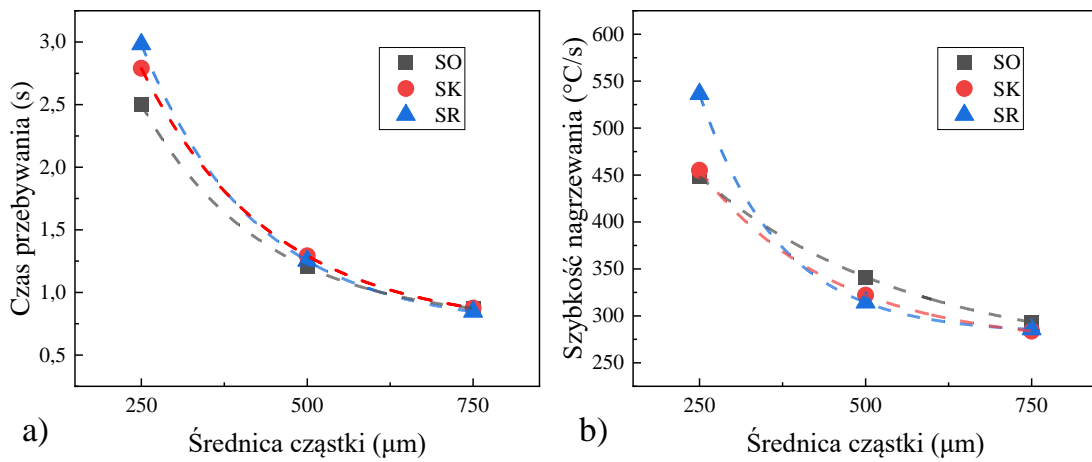 3,0
2,5
2,0
1,5
1,0
0,5
Czas przebywania (s)
SO
SK
SR
250
500
750
Średnica cząstki (μm)
a)
600
550
500
450
400
350
300
250
Szybkość nagrzewania (°C/s)
SO
SK
SR
250
500
750
Średnica cząstki (μm)
b)